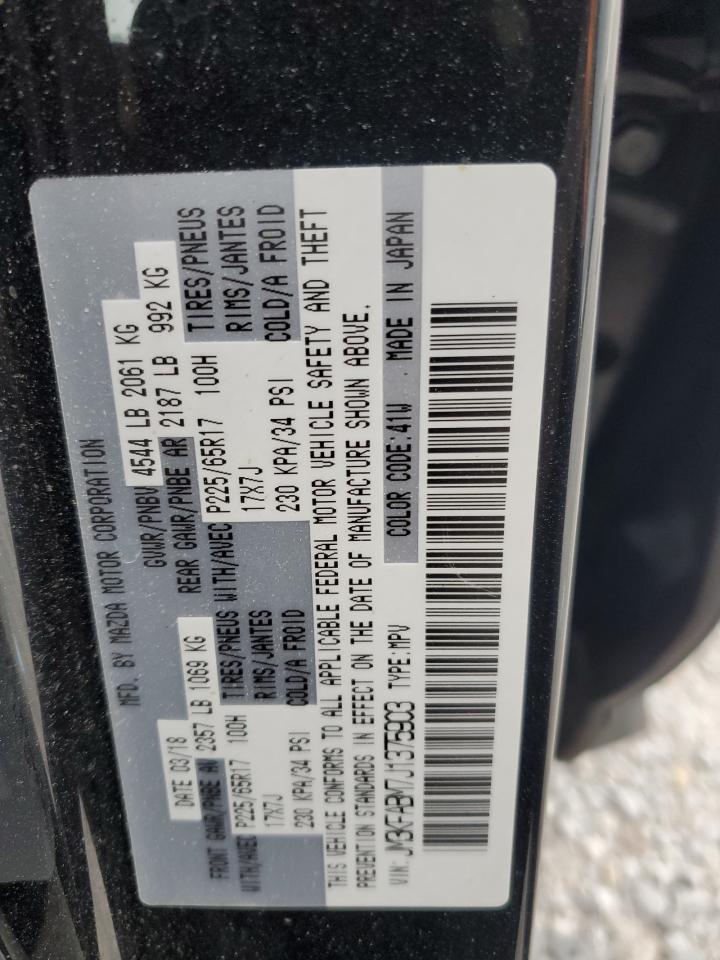 MFD. BY MAZDA MOTOR CORPORATION
DATE 03/18 GVWR/PNBV 4544 LB 2061 KG
FRONT GAWR/PNBE AV 2357 LB 1069 KG REAR GAWR/PNBE AR 2187 LB 992 KG
WITH/AVEC P225/65R17 100H TIRES/PNEUS WITH/AVEC P225/65R17 100H TIRES/PNEUS
17X7J RIMS/JANTES 17X7J RIMS/JANTES
230 KPA/34 PSI COLD/A FROID 230 KPA/34 PSI COLD/A FROID
THIS VEHICLE CONFORMS TO ALL APPLICABLE FEDERAL MOTOR VEHICLE SAFETY AND THEFT
PREVENTION STANDARDS IN EFFECT ON THE DATE OF MANUFACTURE SHOWN ABOVE.
VIN: JM3KFABM7J1375903 TYPE:MPV COLOR CODE:41W MADE IN JAPAN